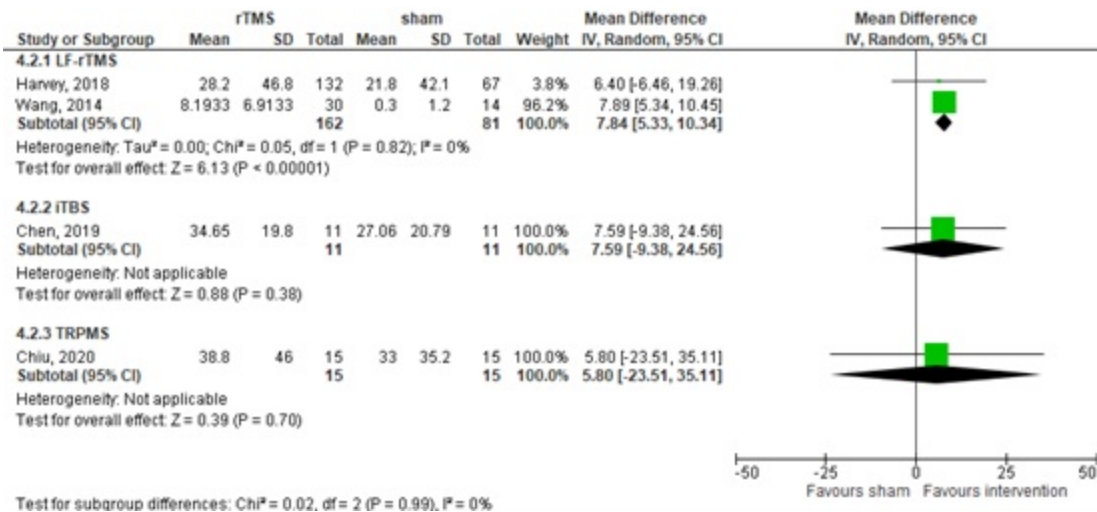 rTMS sham Mean Difference Mean Difference
Study or Subgroup Mean SD Total Mean SD Total Weight IV, Random, 95% CI IV, Random, 95% CI
4.2.1 LF-rTMS
Harvey, 2018 28.2 46.8 132 21.8 42.1 67 3.8% 6.40 [-6.46, 19.26]
Wang, 2014 8.1933 6.9133 30 0.3 1.2 14 96.2% 7.89 [5.34, 10.45]
Subtotal (95% CI) 162 81 100.0% 7.84 [5.33, 10.34]
Heterogeneity: Tau² = 0.00; Chi² = 0.05, df = 1 (P = 0.82); I² = 0%
Test for overall effect: Z = 6.13 (P < 0.00001)
4.2.2 iTBS
Chen, 2019 34.65 19.8 11 27.06 20.79 11 100.0% 7.59 [-9.38, 24.56]
Subtotal (95% CI) 11 11 100.0% 7.59 [-9.38, 24.56]
Heterogeneity: Not applicable
Test for overall effect: Z = 0.88 (P = 0.38)
4.2.3 TRPMS
Chiu, 2020 38.8 46 15 33 35.2 15 100.0% 5.80 [-23.51, 35.11]
Subtotal (95% CI) 15 15 100.0% 5.80 [-23.51, 35.11]
Heterogeneity: Not applicable
Test for overall effect: Z = 0.39 (P = 0.70)
-50 -25 0 25 50
Favours sham Favours intervention
Test for subgroup differences: Chi² = 0.02, df = 2 (P = 0.99), I² = 0%